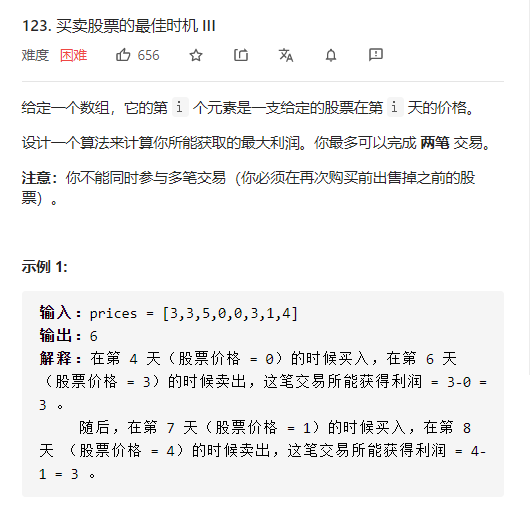 123. 买卖股票的最佳时机 III
难度 困难 656
给定一个数组，它的第 i 个元素是一支给定的股票在第 i 天的价格。
设计一个算法来计算你所能获取的最大利润。你最多可以完成 两笔 交易。
注意：你不能同时参与多笔交易（你必须在再次购买前出售掉之前的股
票）。
示例 1:
输入：prices = [3,3,5,0,0,3,1,4]
输出：6
解释：在第 4 天（股票价格 = 0）的时候买入，在第 6 天
（股票价格 = 3）的时候卖出，这笔交易所能获得利润 = 3-0 =
3 。
随后，在第 7 天（股票价格 = 1）的时候买入，在第 8
天 （股票价格 = 4）的时候卖出，这笔交易所能获得利润 = 4-
1 = 3 。